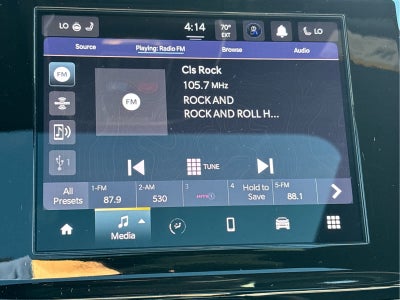 LO 4:14 70° EXT LO
Source Playing: Radio FM Browse Audio
FM
FM
Cls Rock
105.7 MHz
ROCK AND
ROCK AND ROLL H...
1
TUNE
All Presets 1-FM 87.9 2-AM 530 3 HITS1 4 Hold to Save 5-FM 88.1
Media